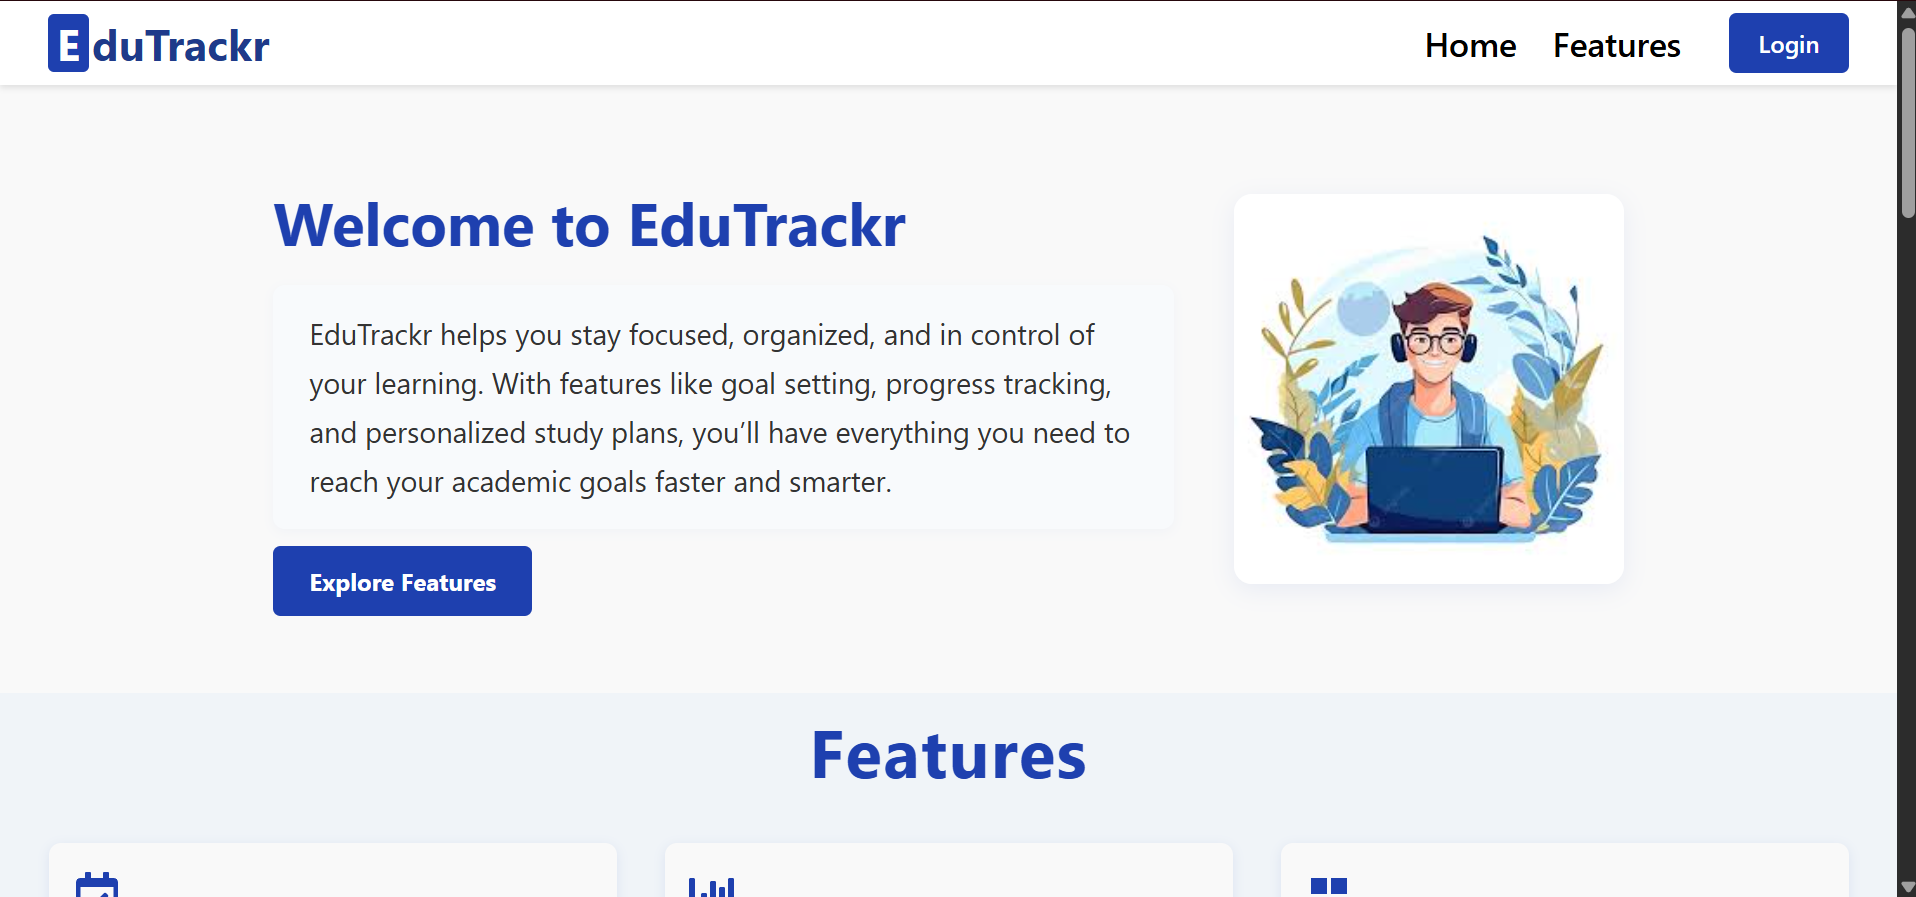 EduTrackr
Home
Features
Login
Welcome to EduTrackr
EduTrackr helps you stay focused, organized, and in control of
your learning. With features like goal setting, progress tracking,
and personalized study plans, you’ll have everything you need to
reach your academic goals faster and smarter.
Explore Features
Features